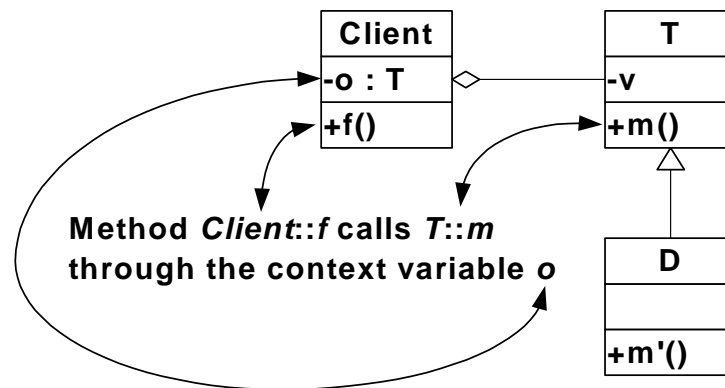 Client
-o : T
+f()
T
-v
+m()
Method Client::f calls T::m
through the context variable o
D
+m'()